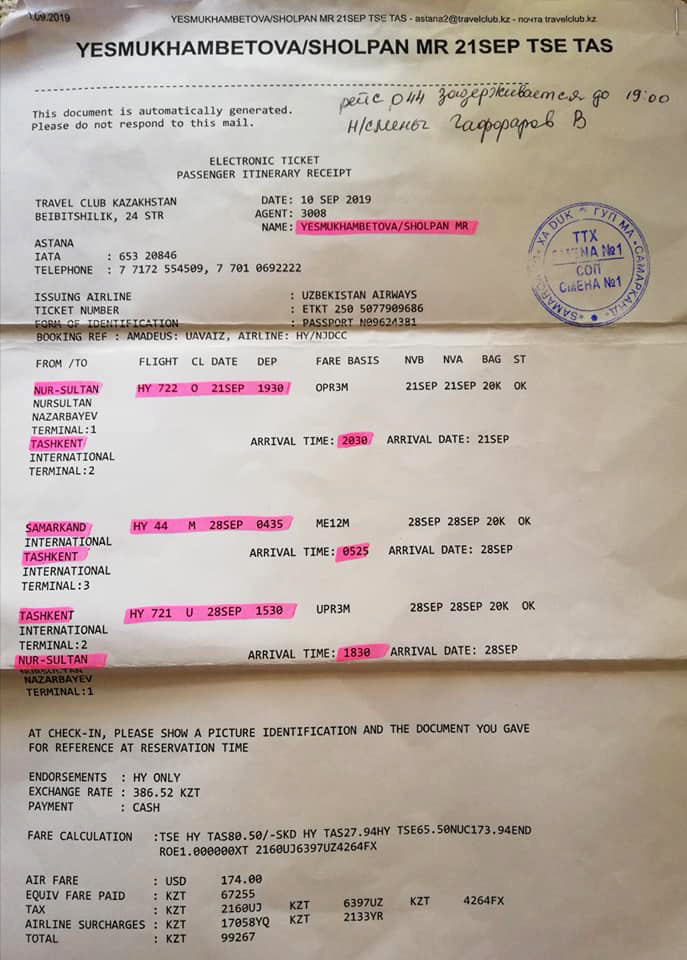 1.09.2019 YESMUKHAMBETOVA/SHOLPAN MR 21SEP TSE TAS - astana2@travelclub.kz - почта travelclub.kz
YESMUKHAMBETOVA/SHOLPAN MR 21SEP TSE TAS
This document is automatically generated.
Please do not respond to this mail.
рейс 044 задерживается до 19:00
Н/смены Гаффаров В
ELECTRONIC TICKET
PASSENGER ITINERARY RECEIPT
TRAVEL CLUB KAZAKHSTAN DATE: 10 SEP 2019
BEIBITSHILIK, 24 STR AGENT: 3008
NAME: YESMUKHAMBETOVA/SHOLPAN MR
ASTANA
IATA : 653 20846
TELEPHONE : 7 7172 554509, 7 701 0692222
ТТХ
СМЕНА №1
СОП
СМЕНА №1
ISSUING AIRLINE : UZBEKISTAN AIRWAYS
TICKET NUMBER : ETKT 250 5077909686
FORM OF IDENTIFICATION : PASSPORT N09624381
BOOKING REF : AMADEUS: UAVAIZ, AIRLINE: HY/NJDCC
FROM /TO FLIGHT CL DATE DEP FARE BASIS NVB NVA BAG ST
NUR-SULTAN HY 722 O 21SEP 1930 OPR3M 21SEP 21SEP 20K OK
NURSULTAN
NAZARBAYEV
TERMINAL:1
TASHKENT ARRIVAL TIME: 2030 ARRIVAL DATE: 21SEP
INTERNATIONAL
TERMINAL:2
SAMARKAND HY 44 M 28SEP 0435 ME12M 28SEP 28SEP 20K OK
INTERNATIONAL
TASHKENT ARRIVAL TIME: 0525 ARRIVAL DATE: 28SEP
INTERNATIONAL
TERMINAL:3
TASHKENT HY 721 U 28SEP 1530 UPR3M 28SEP 28SEP 20K OK
INTERNATIONAL
TERMINAL:2
NUR-SULTAN ARRIVAL TIME: 1830 ARRIVAL DATE: 28SEP
NURSULTAN
NAZARBAYEV
TERMINAL:1
AT CHECK-IN, PLEASE SHOW A PICTURE IDENTIFICATION AND THE DOCUMENT YOU GAVE
FOR REFERENCE AT RESERVATION TIME
ENDORSEMENTS : HY ONLY
EXCHANGE RATE : 386.52 KZT
PAYMENT : CASH
FARE CALCULATION :TSE HY TAS80.50/-SKD HY TAS27.94HY TSE65.50NUC173.94END
ROE1.000000XT 2160UJ6397UZ4264FX
AIR FARE : USD 174.00
EQUIV FARE PAID : KZT 67255
TAX : KZT 2160UJ KZT 6397UZ KZT 4264FX
AIRLINE SURCHARGES : KZT 17058YQ KZT 2133YR
TOTAL : KZT 99267